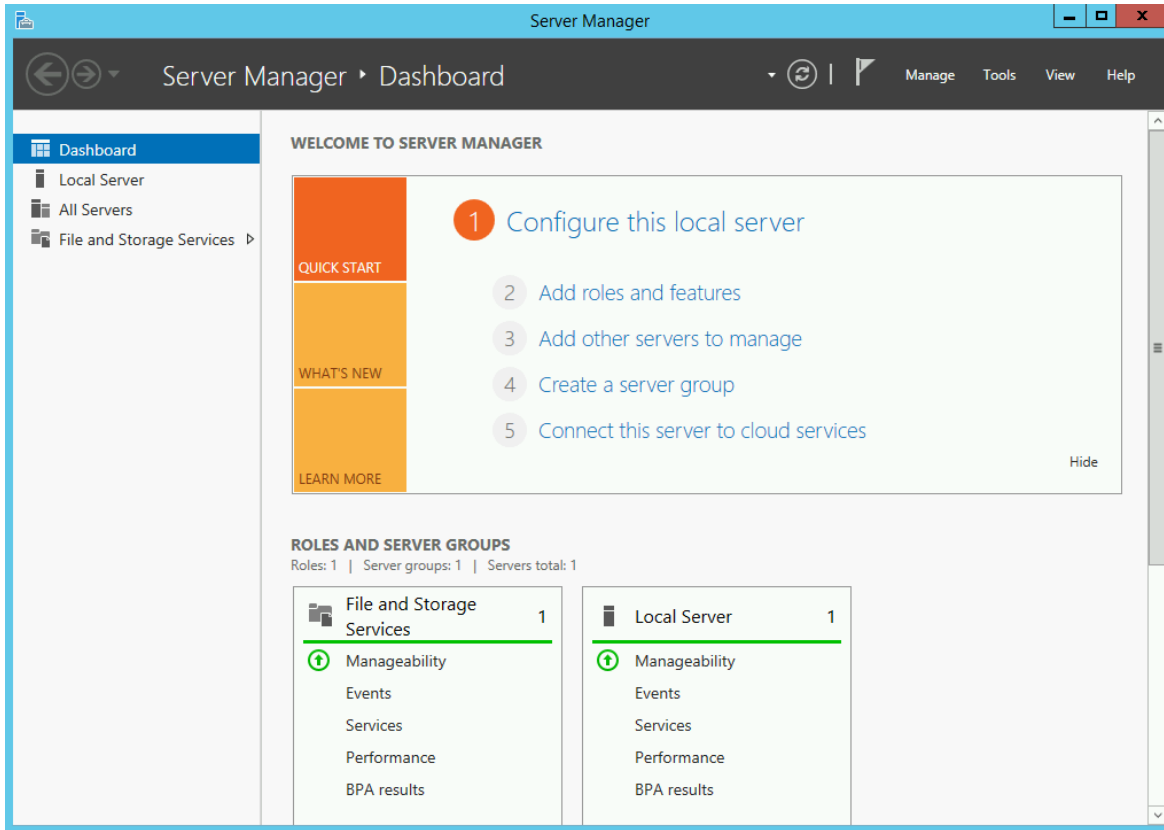 Server Manager
Server Manager ‣ Dashboard
Manage Tools View Help
Dashboard
Local Server
All Servers
File and Storage Services
WELCOME TO SERVER MANAGER
QUICK START
WHAT'S NEW
LEARN MORE
1 Configure this local server
2 Add roles and features
3 Add other servers to manage
4 Create a server group
5 Connect this server to cloud services
Hide
ROLES AND SERVER GROUPS
Roles: 1 | Server groups: 1 | Servers total: 1
File and Storage
Services 1
Manageability
Events
Services
Performance
BPA results
Local Server 1
Manageability
Events
Services
Performance
BPA results